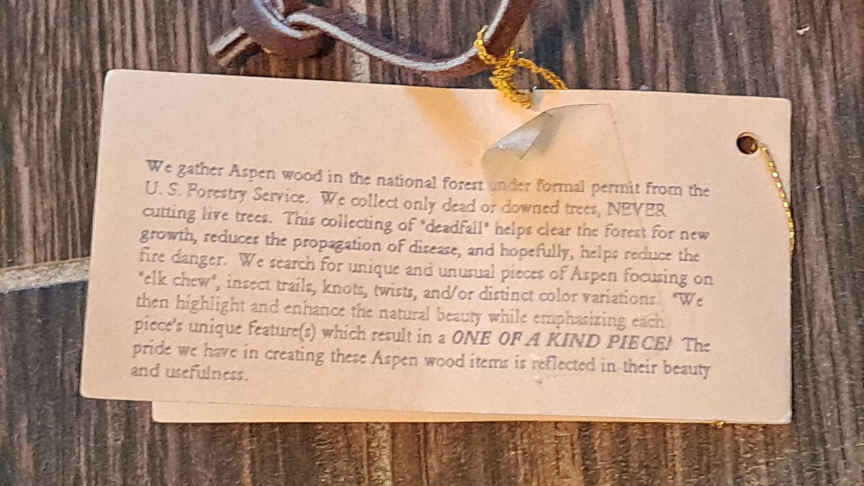 We gather Aspen wood in the national forest under formal permit from the
U. S. Forestry Service. We collect only dead or downed trees, NEVER
cutting live trees. This collecting of "deadfall" helps clear the forest for new
growth, reduces the propagation of disease, and hopefully, helps reduce the
fire danger. We search for unique and unusual pieces of Aspen focusing on
"elk chew", insect trails, knots, twists, and/or distinct color variations. "We
then highlight and enhance the natural beauty while emphasizing each
piece's unique feature(s) which result in a ONE OF A KIND PIECE! The
pride we have in creating these Aspen wood items is reflected in their beauty
and usefulness.